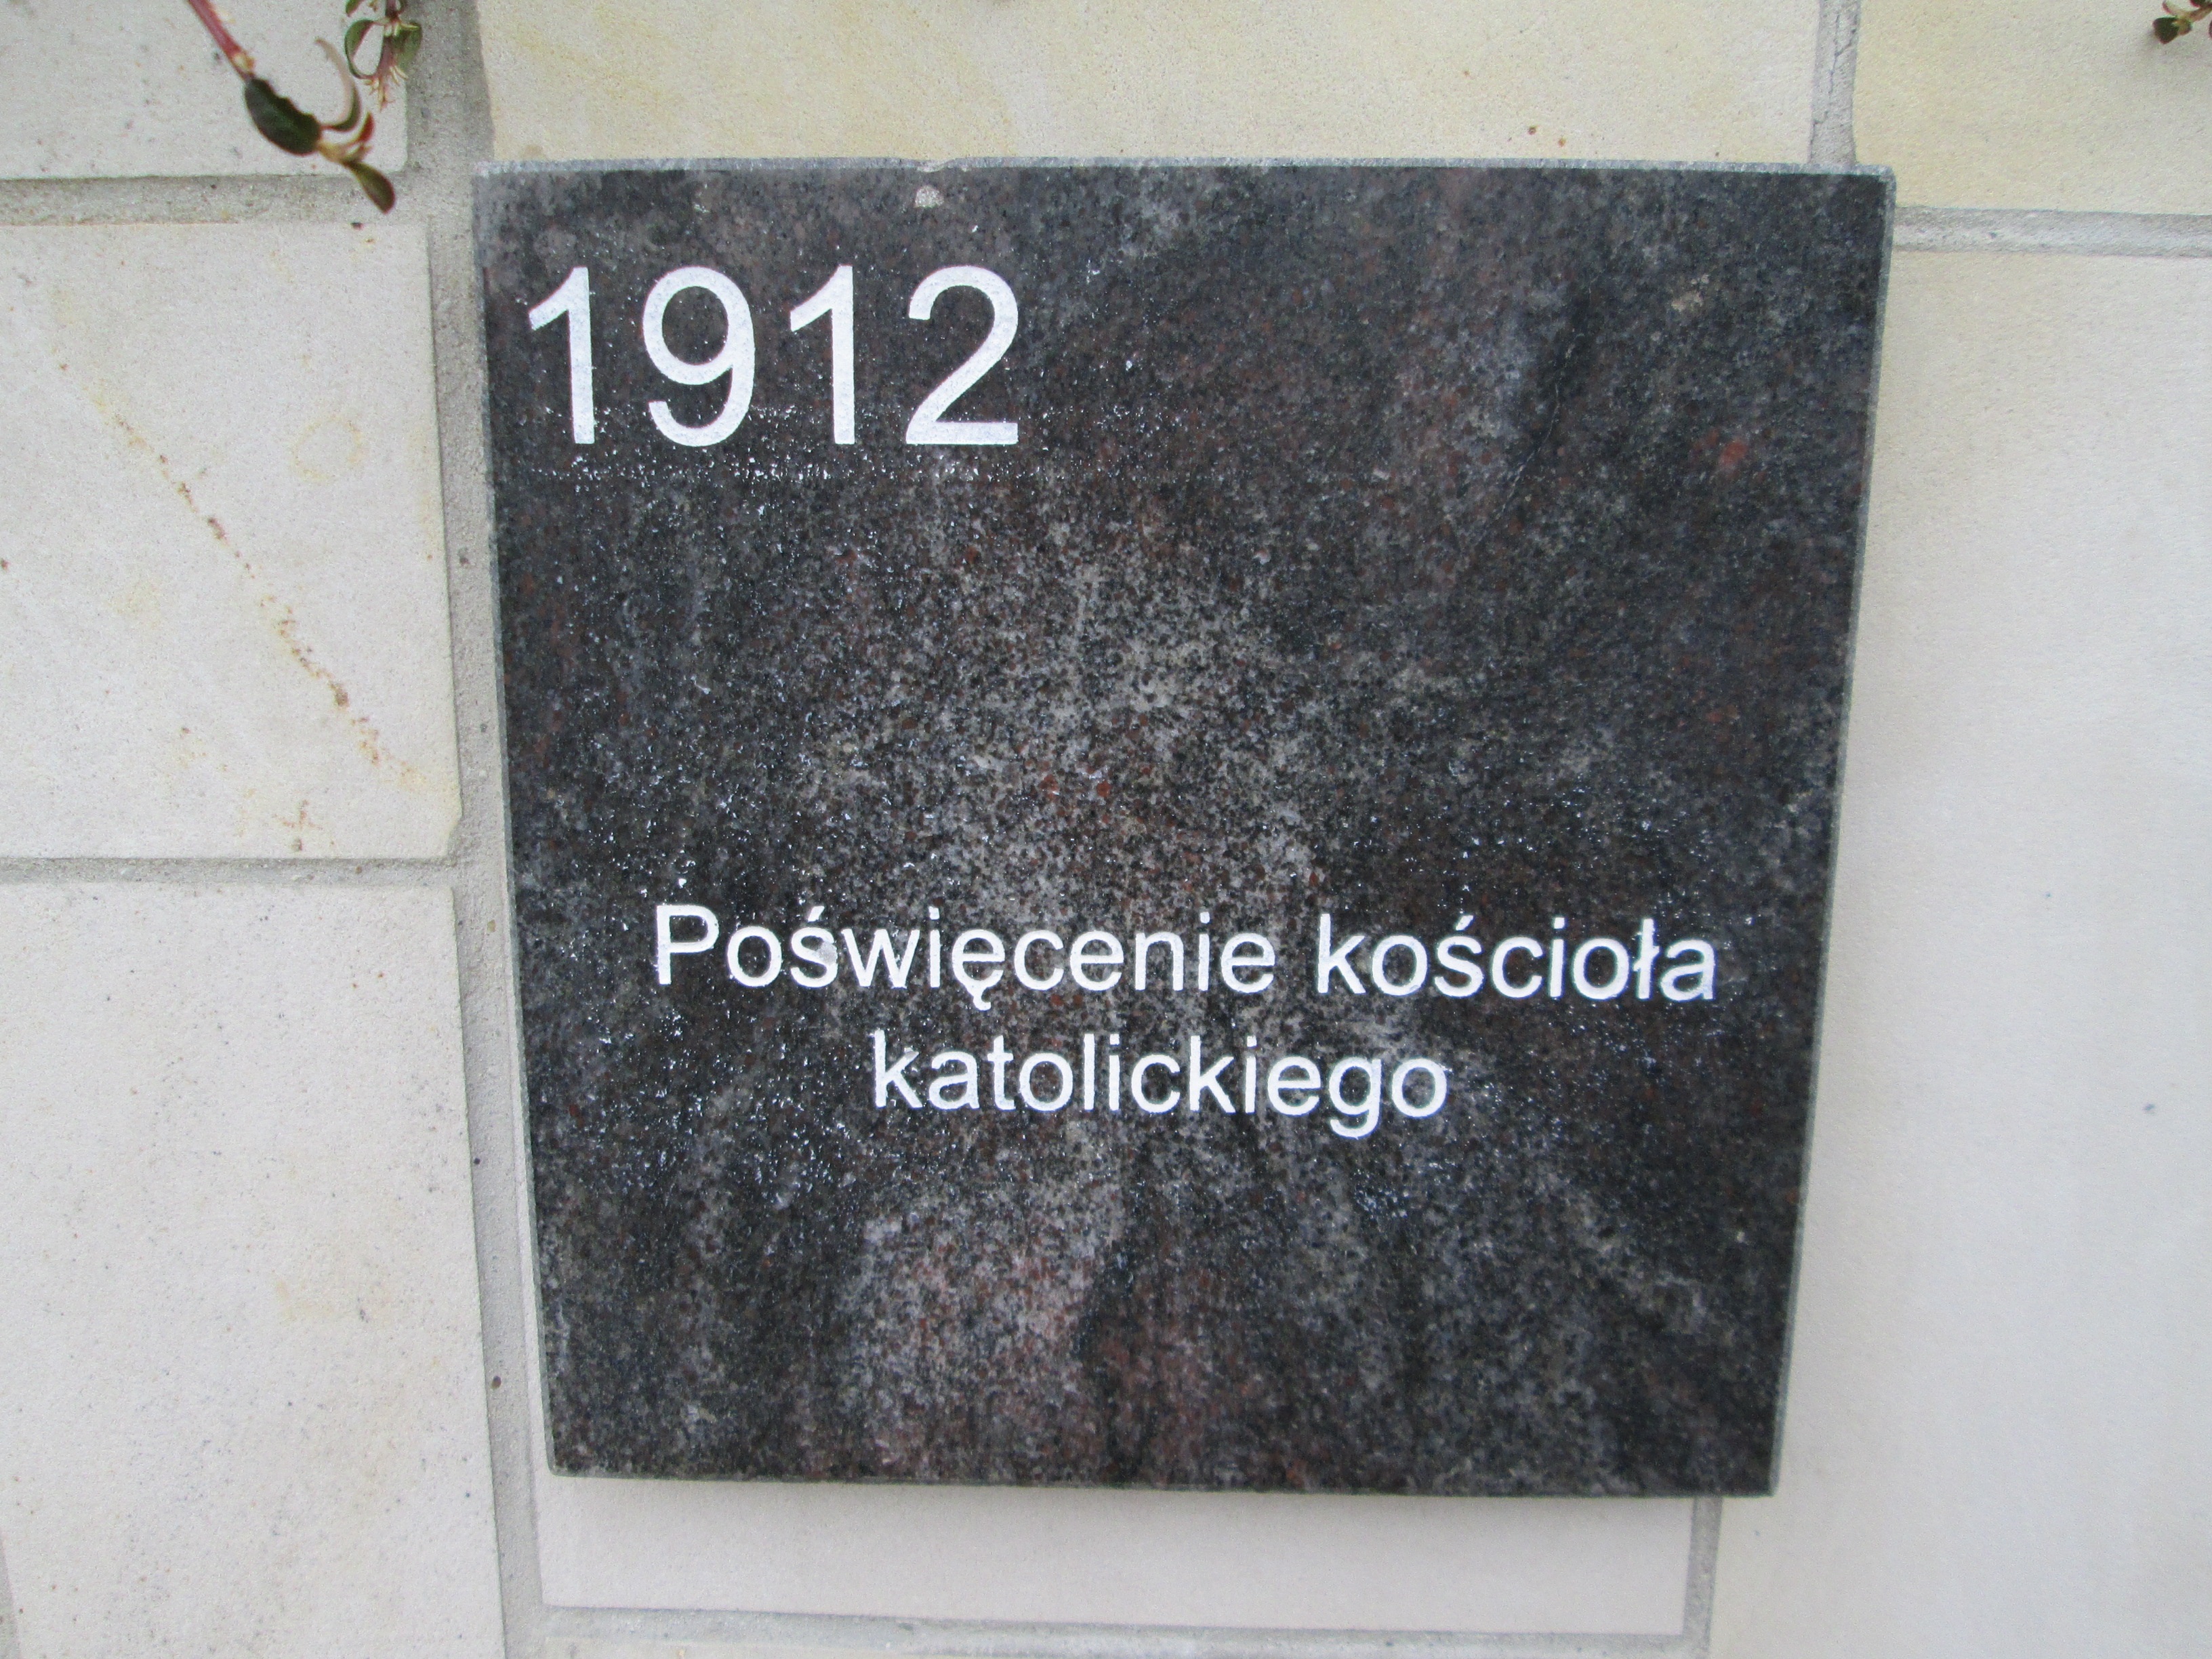 1912
Poświęcenie kościoła
katolickiego